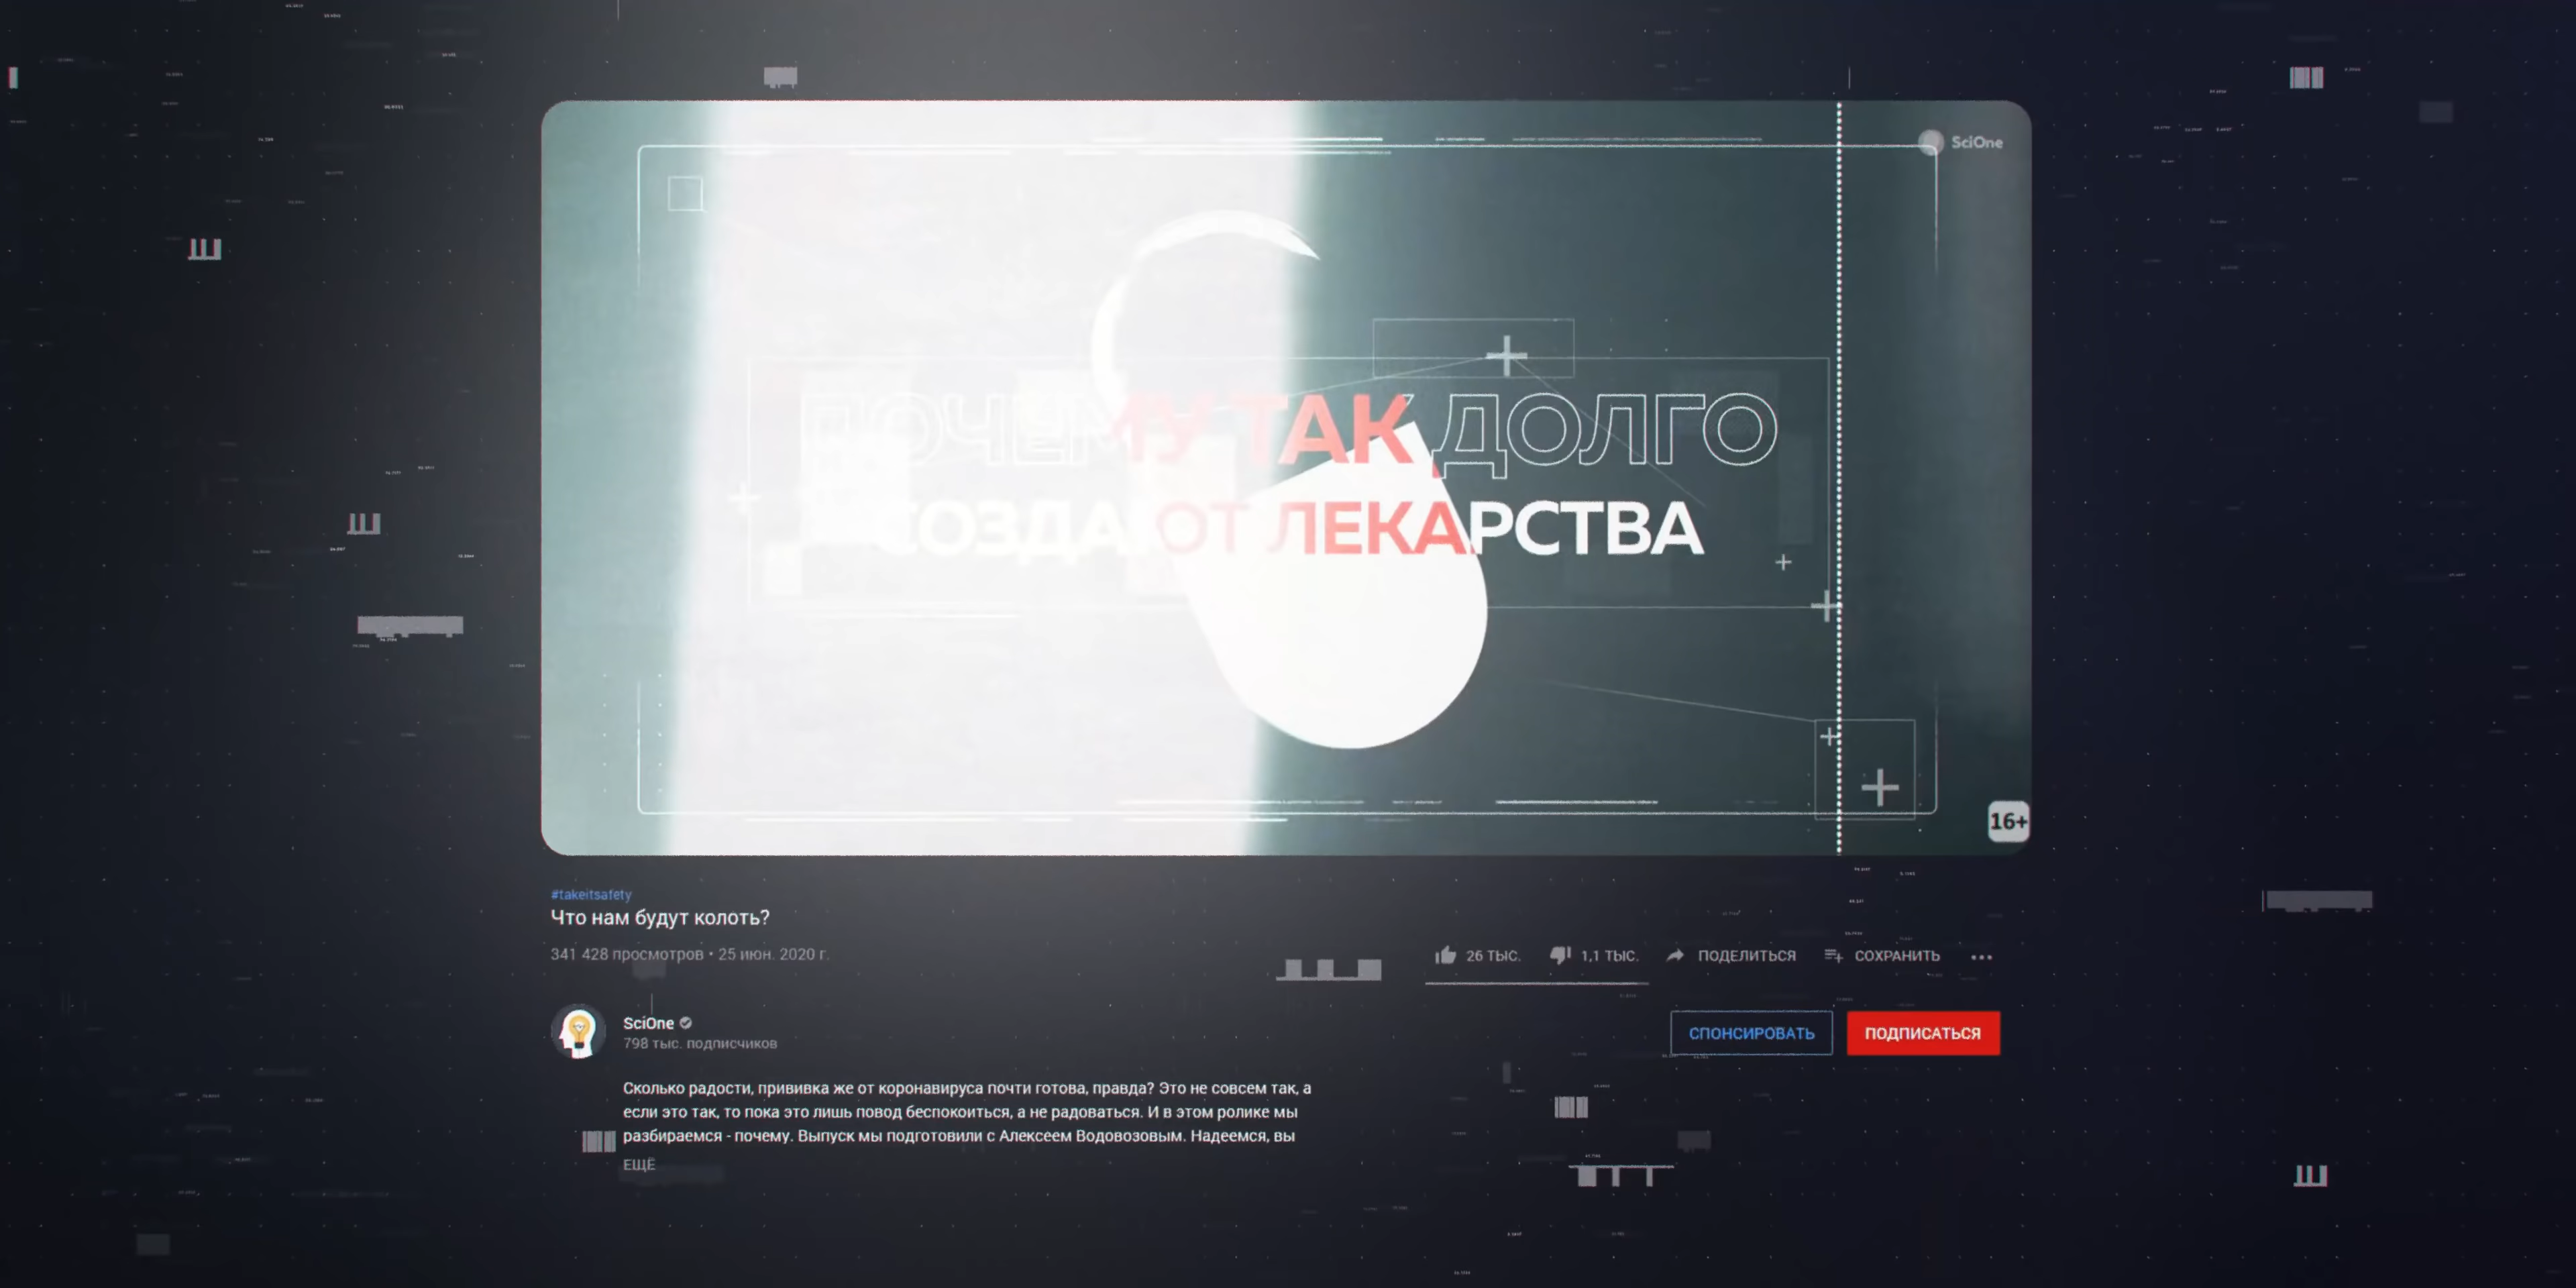 SciOne
ПОЧЕМУ ТАК ДОЛГО
СОЗДАЮТ ЛЕКАРСТВА
16+
#takeitsafety
Что нам будут колоть?
341 428 просмотров • 25 июн. 2020 г.
26 ТЫС. 1,1 ТЫС. ПОДЕЛИТЬСЯ СОХРАНИТЬ
SciOne
798 тыс. подписчиков
СПОНСИРОВАТЬ ПОДПИСАТЬСЯ
Сколько радости, прививка же от коронавируса почти готова, правда? Это не совсем так, а
если это так, то пока это лишь повод беспокоиться, а не радоваться. И в этом ролике мы
разбираемся - почему. Выпуск мы подготовили с Алексеем Водовозовым. Надеемся, вы
ЕЩЁ